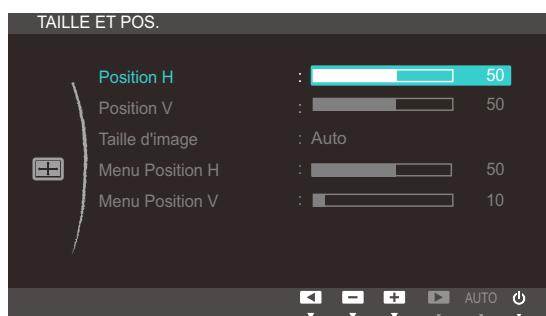 TAILLE ET POS.
Position H : 50
Position V : 50
Taille d'image : Auto
Menu Position H : 50
Menu Position V : 10
AUTO